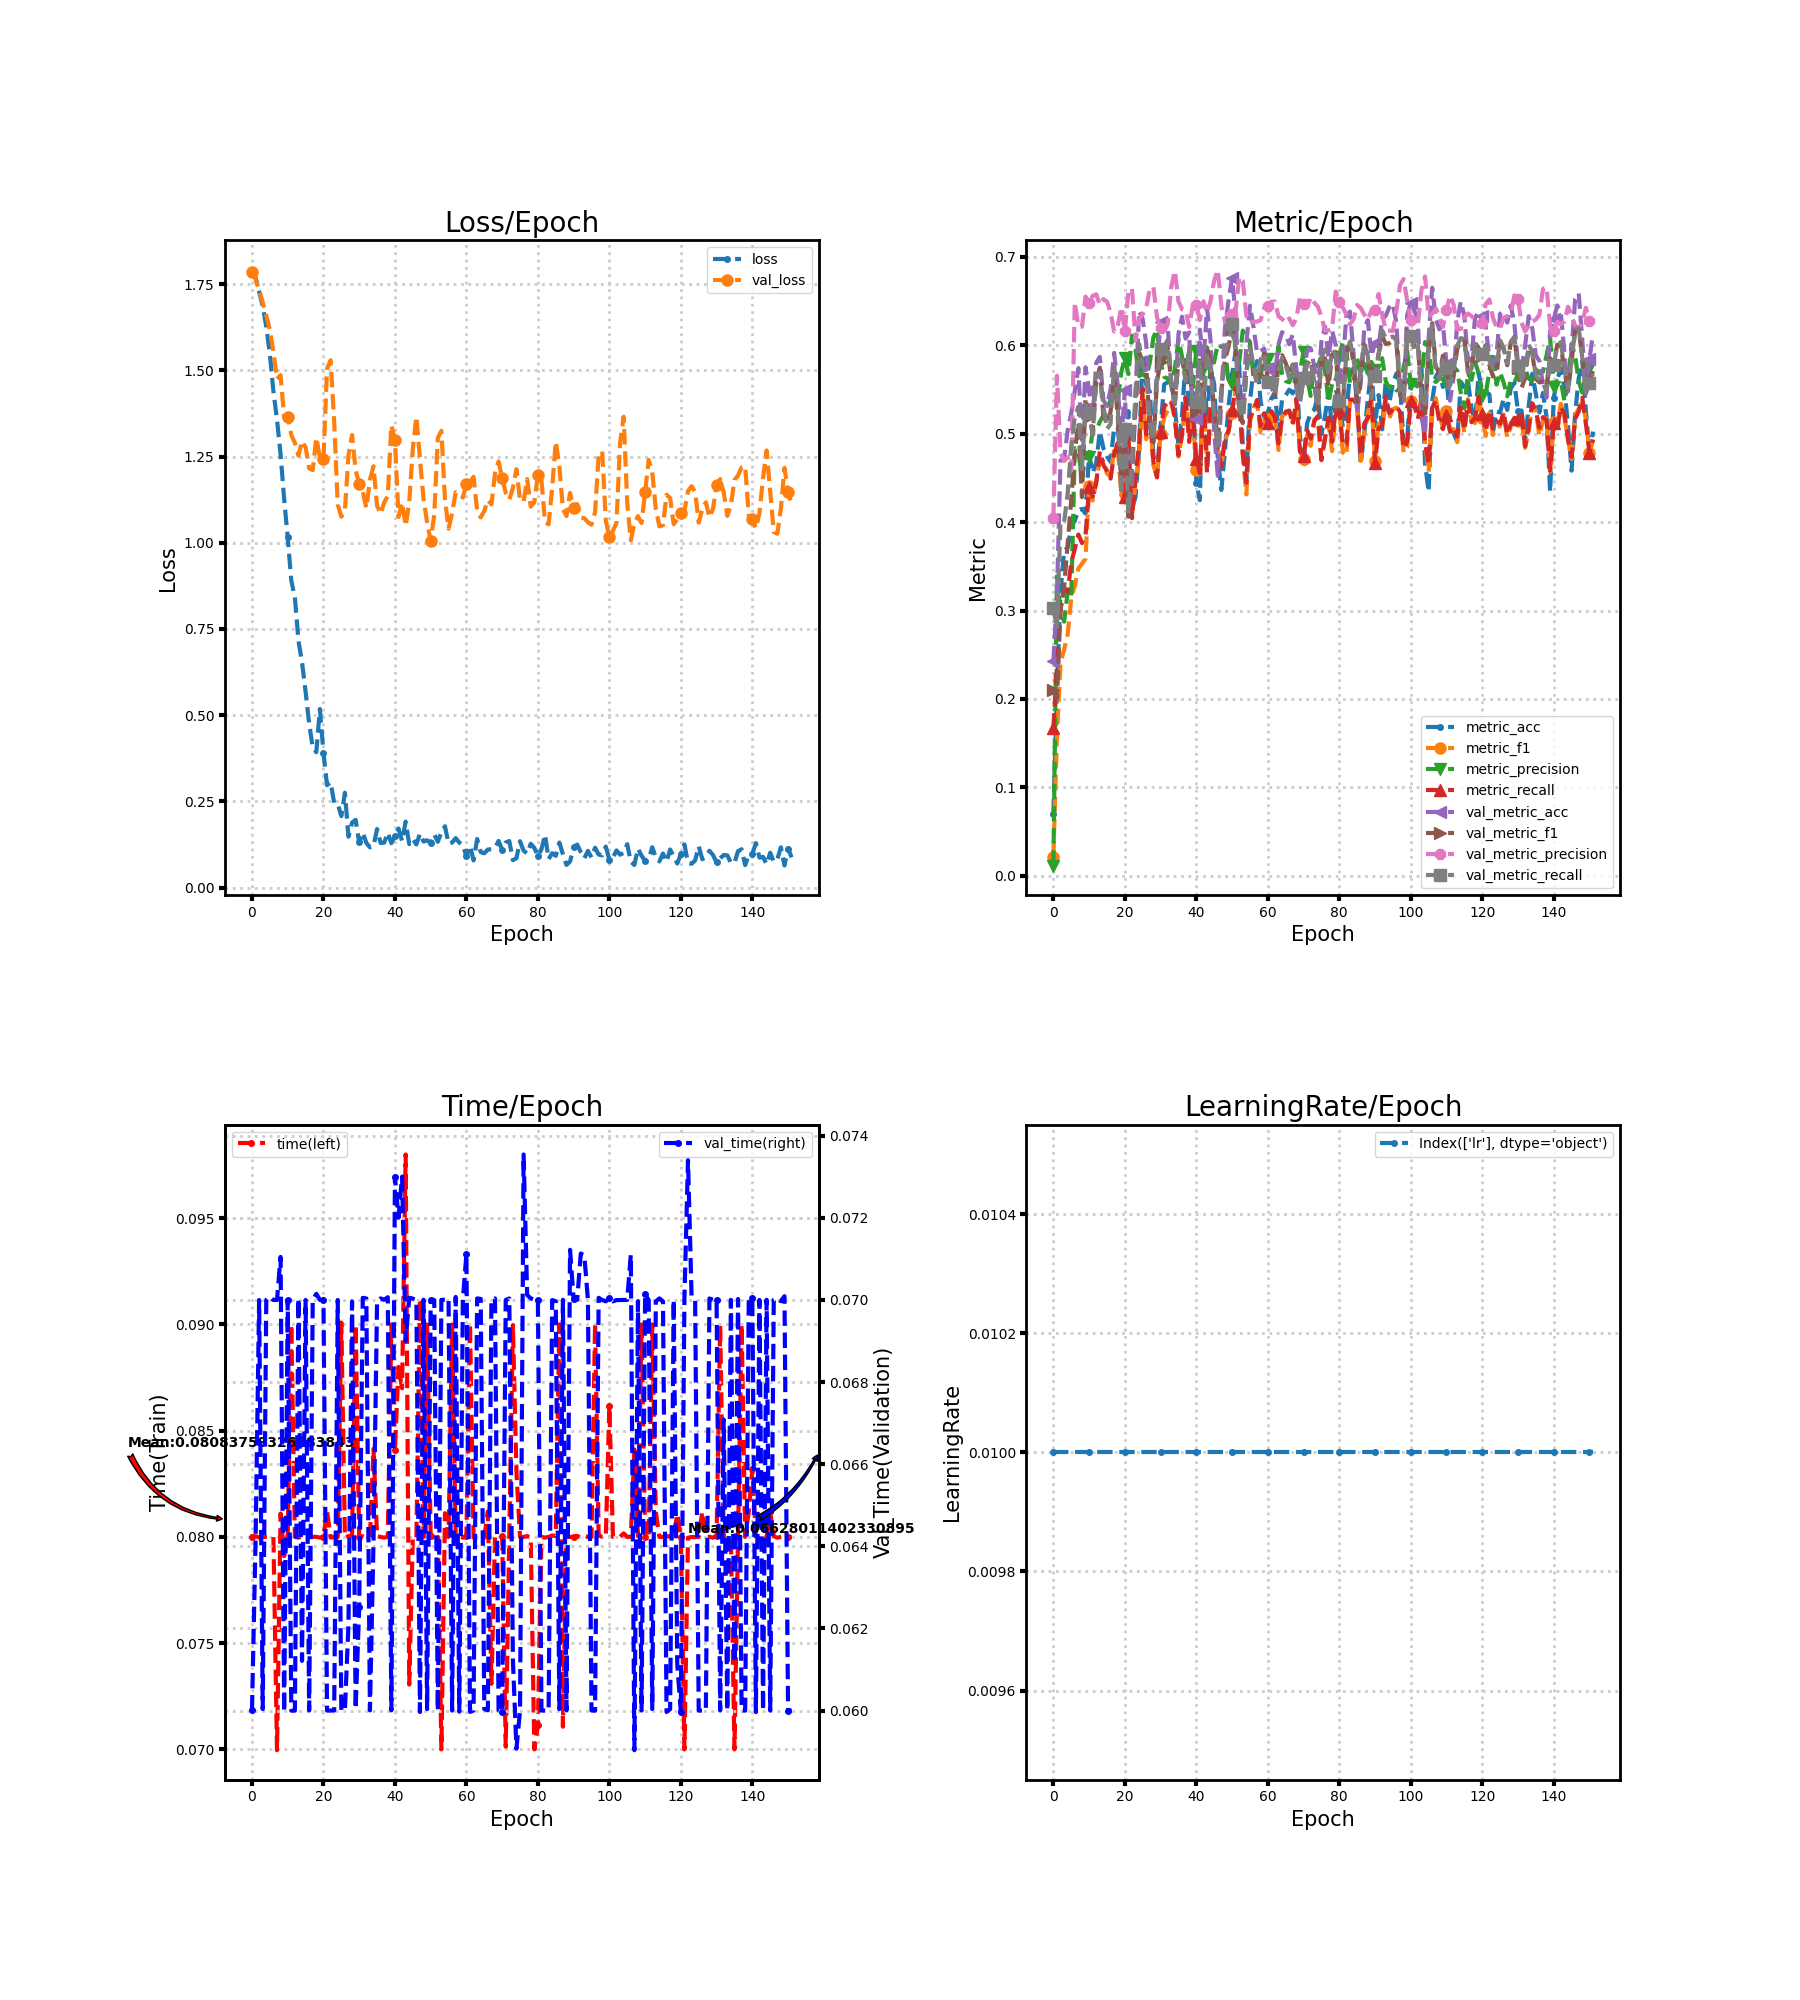 Loss/Epoch
loss
val_loss
1.75
1.50
1.25
1.00
0.75
0.50
0.25
0.00
Loss
0 20 40 60 80 100 120 140
Epoch
Metric/Epoch
0.7
0.6
0.5
0.4
0.3
0.2
0.1
0.0
Metric
metric_acc
metric_f1
metric_precision
metric_recall
val_metric_acc
val_metric_f1
val_metric_precision
val_metric_recall
0 20 40 60 80 100 120 140
Epoch
Time/Epoch
time(left)
val_time(right)
0.095
0.090
0.085
0.080
0.075
0.070
Time(Train)
0.074
0.072
0.070
0.068
0.066
0.064
0.062
0.060
Val_Time(Validation)
Mean:0.06628011402330895
0 20 40 60 80 100 120 140
Epoch
LearningRate/Epoch
Index(['lr'], dtype='object')
0.0104
0.0102
0.0100
0.0098
0.0096
LearningRate
0 20 40 60 80 100 120 140
Epoch